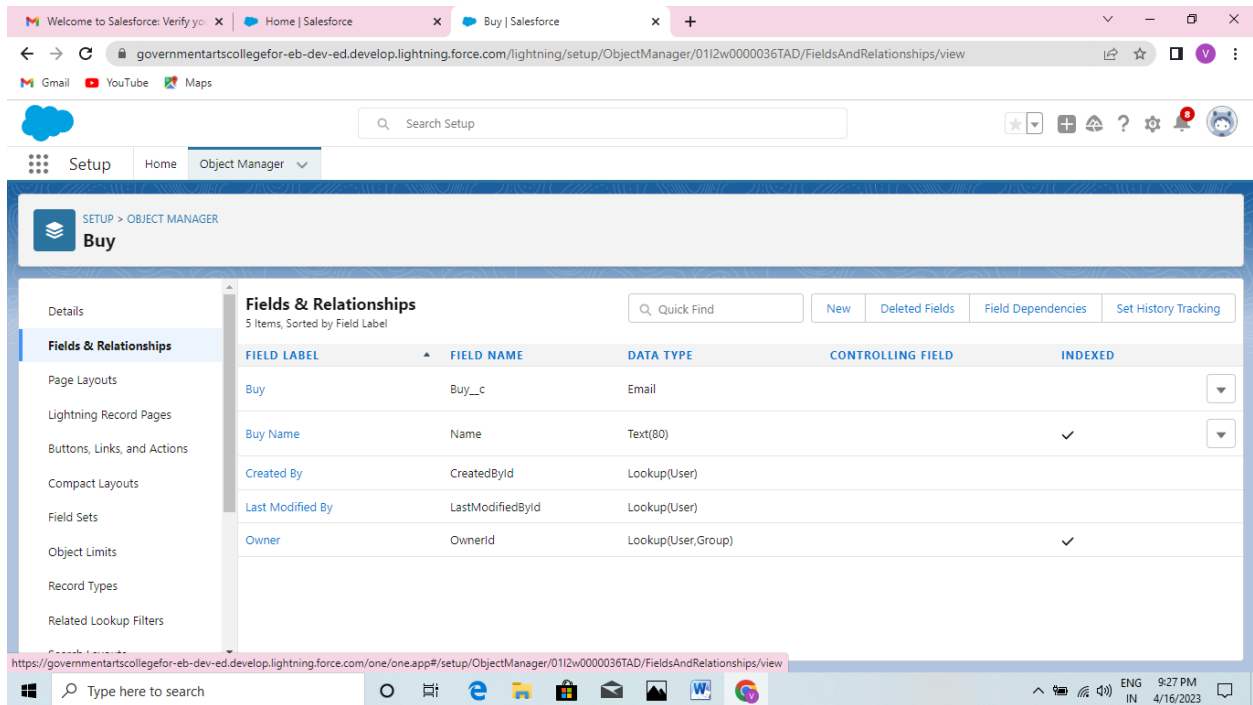 Welcome to Salesforce: Verify yo
Home | Salesforce
Buy | Salesforce
governmentartscollegefor-eb-dev-ed.develop.lightning.force.com/lightning/setup/ObjectManager/01I2w0000036TAD/FieldsAndRelationships/view
V
Gmail YouTube Maps
Search Setup
8
Setup Home Object Manager
SETUP > OBJECT MANAGER
Buy
Details
Fields & Relationships
Page Layouts
Lightning Record Pages
Buttons, Links, and Actions
Compact Layouts
Field Sets
Object Limits
Record Types
Related Lookup Filters
Fields & Relationships
5 Items, Sorted by Field Label
Quick Find
New Deleted Fields Field Dependencies Set History Tracking
FIELD LABEL FIELD NAME DATA TYPE CONTROLLING FIELD INDEXED
Buy Buy__c Email
Buy Name Name Text(80)
Created By CreatedById Lookup(User)
Last Modified By LastModifiedById Lookup(User)
Owner OwnerId Lookup(User,Group)
https://governmentartscollegefor-eb-dev-ed.develop.lightning.force.com/one/one.app#/setup/ObjectManager/01I2w0000036TAD/FieldsAndRelationships/view
Type here to search
ENG
IN
9:27 PM
4/16/2023